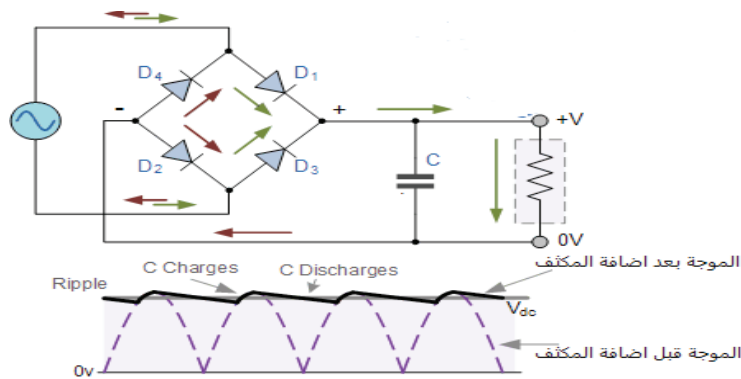 D4
D1
-
+
+V
D2
D3
C
0V
C Charges
C Discharges
الموجة بعد اضافة المكثف
Ripple
Vdc
الموجة قبل اضافة المكثف
0v